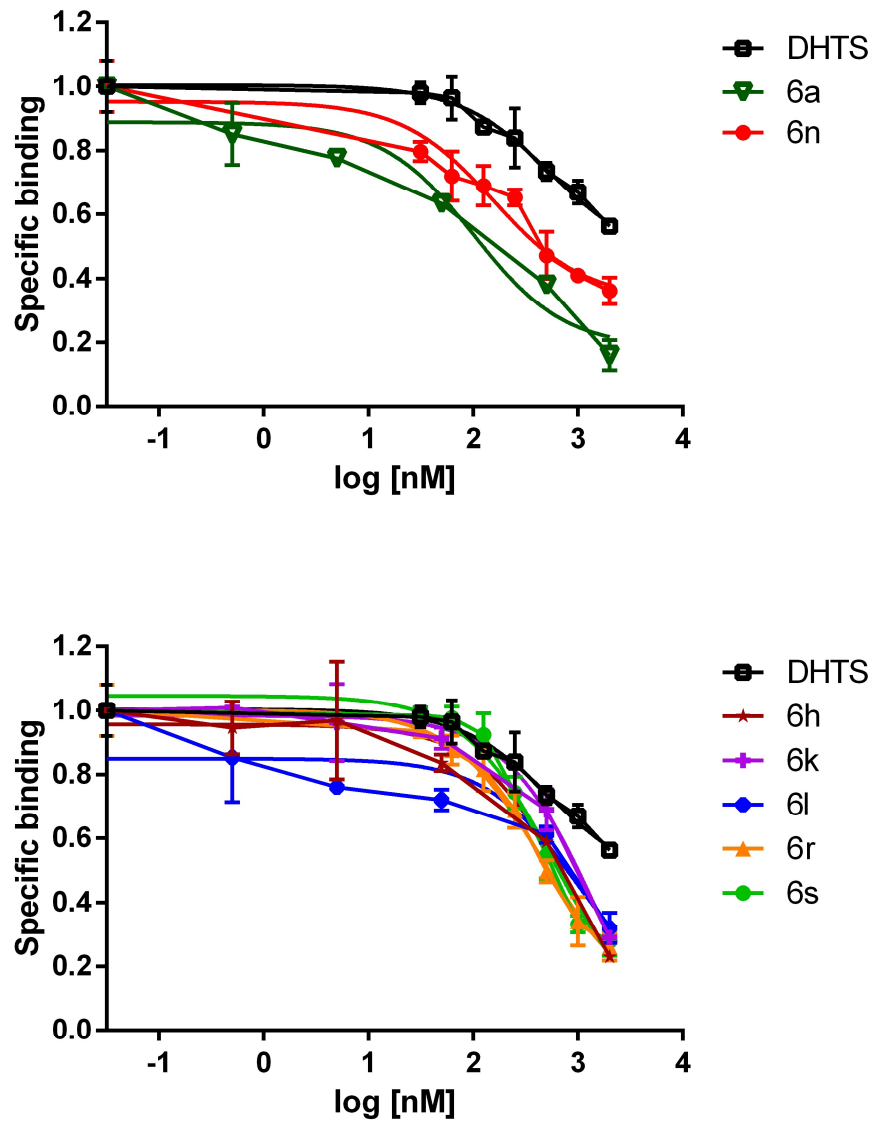 1.2
1.0
0.8
0.6
0.4
0.2
0.0
Specific binding
-1 0 1 2 3 4
log [nM]
DHTS
6a
6n
1.2
1.0
0.8
0.6
0.4
0.2
0.0
Specific binding
-1 0 1 2 3 4
log [nM]
DHTS
6h
6k
6l
6r
6s